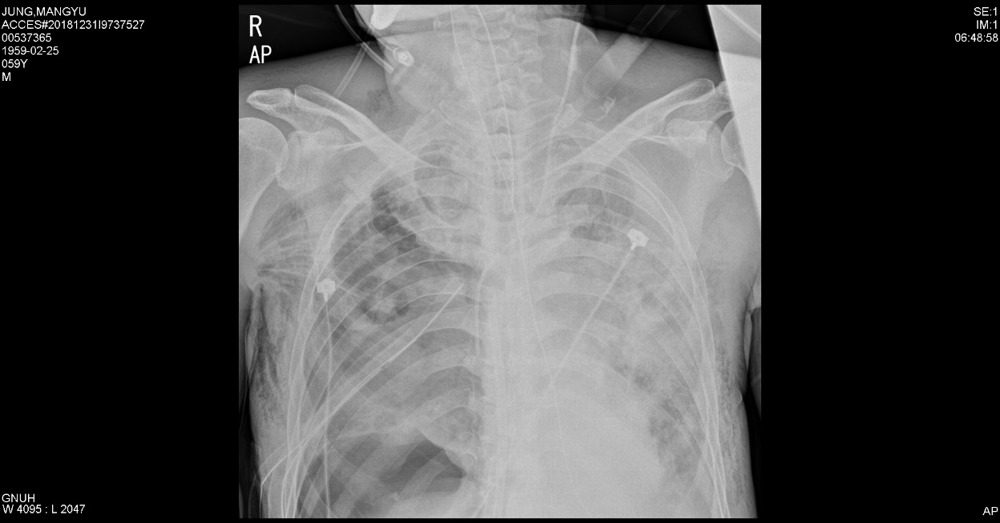 JUNG,MANGYU
ACCES#20181231I9737527
00537365
1959-02-25
059Y
M
SE:1
IM:1
06:48:58
R
AP
GNUH
W 4095 : L 2047
AP